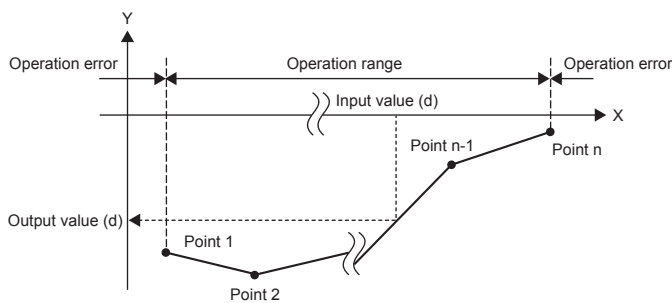 Y
Operation error
Operation range
Operation error
Input value (d)
X
Point n-1
Point n
Output value (d)
Point 1
Point 2